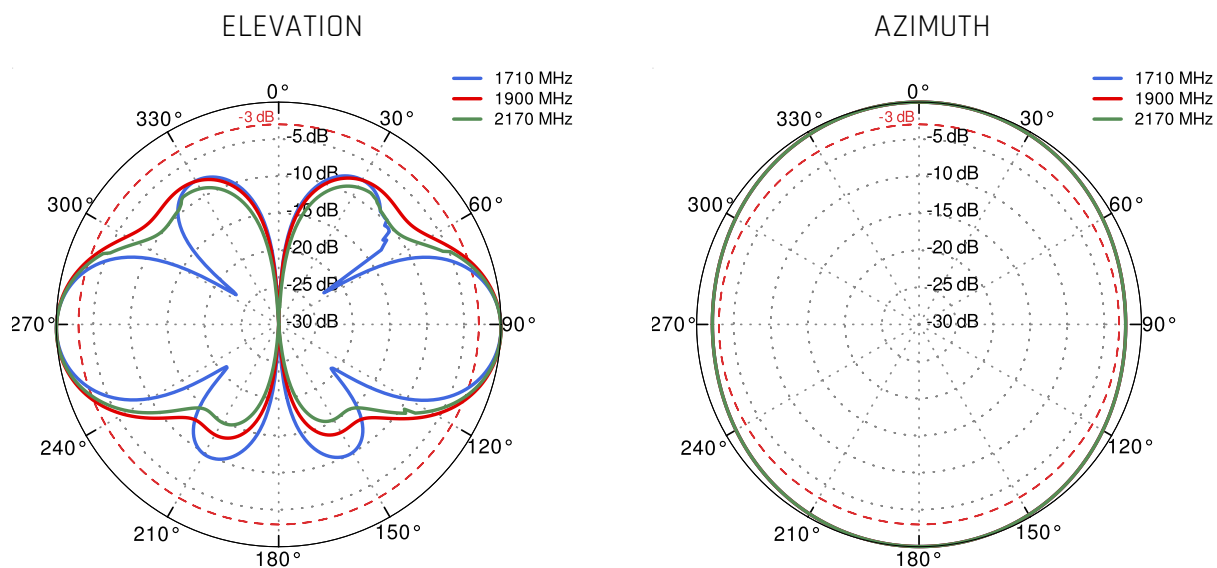 ELEVATION
1710 MHz
1900 MHz
2170 MHz
0°
330°
-3 dB
30°
-5 dB
-10 dB
300°
-15 dB
60°
-20 dB
-25 dB
270°
-30 dB
90°
240°
120°
210°
150°
180°
AZIMUTH
1710 MHz
1900 MHz
2170 MHz
0°
330°
-3 dB
30°
-5 dB
-10 dB
300°
-15 dB
60°
-20 dB
-25 dB
270°
-30 dB
90°
240°
120°
210°
150°
180°